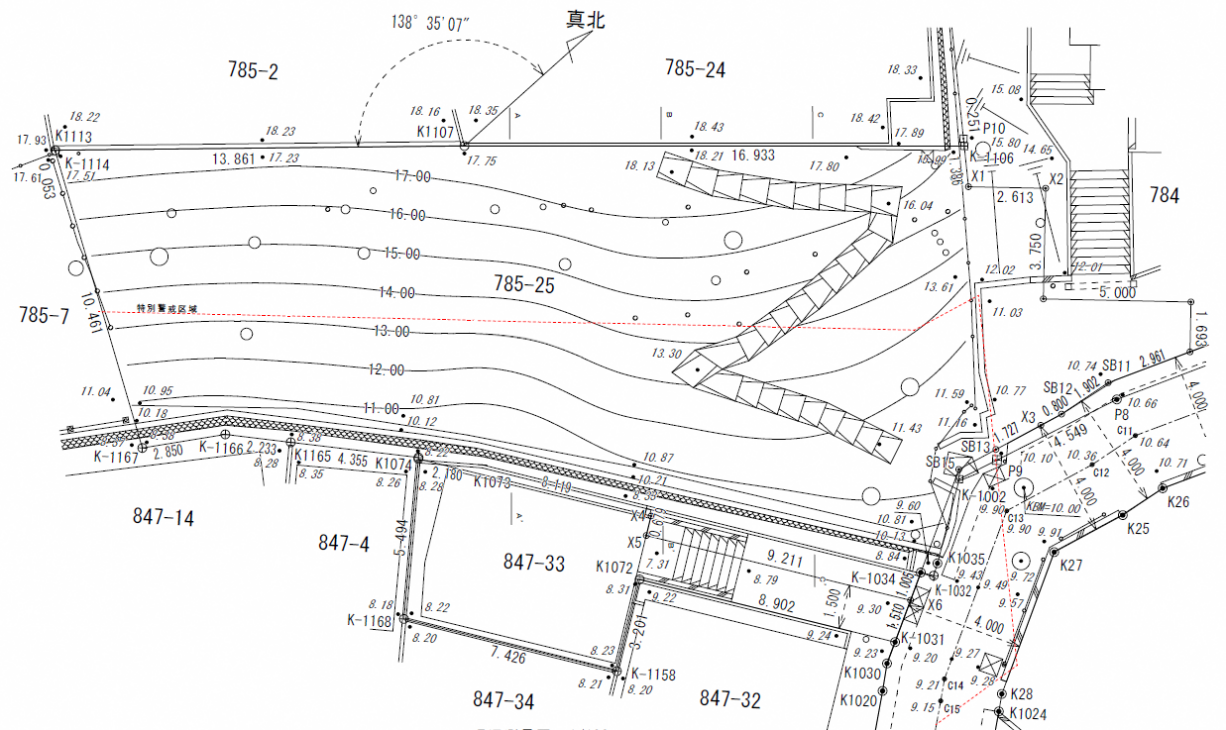 真北
138° 35′07″
785-2
785-24
18.33
15.08
18.22
18.16
18.35
18.23
18.43
18.42
0.251
P10
17.93
K1113
K1107
A
B
C
17.89
15.80
14.65
K-1114
13.861
17.23
17.75
18.21
16.933
17.80
K-1106
17.61
17.51
0.053
18.13
1.386
X1
X2
2.613
784
17.00
16.04
16.00
15.00
3.750
785-25
14.00
13.61
12.02
12.01
785-7
10.461
特別警戒区域
13.00
11.03
5.000
1.693
13.30
12.00
10.74
SB11
2.961
11.04
10.95
11.00
10.81
11.59
10.77
SB12
1.902
4.000
10.18
10.12
11.16
X3
0.800
P8
10.66
11.43
C11
K-1167
2.850
K-1166
2.233
8.38
K1165
8.28
8.35
4.355
K1074
8.26
8.28
2.180
K1073
8.119
10.87
10.21
SB13
SB15
14.549
10.64
P9
10.10
10.36
C12
10.71
4.000
4.000
K-1002
KBM=10.00
K26
847-14
847-4
5.494
A'
847-33
X4
X5
9.60
10.81
10.13
8.84
9.90
C13
9.90
9.91
K25
K27
7.31
B'
9.211
8.79
C'
K1035
K-1034
K-1032
9.43
9.49
9.72
9.57
K1072
8.31
9.22
8.902
1.500
9.30
1.005
X6
8.18
8.22
K-1168
8.20
3.201
9.24
1.510
4.000
K-1031
7.426
8.23
K-1158
8.21
8.20
9.23
K1030
9.20
9.27
9.28
847-34
847-32
K1020
9.21
C14
9.15
C15
K28
K1024